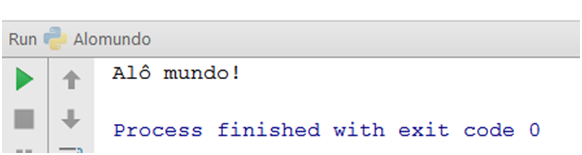 Run Alomundo
Alô mundo!
Process finished with exit code 0